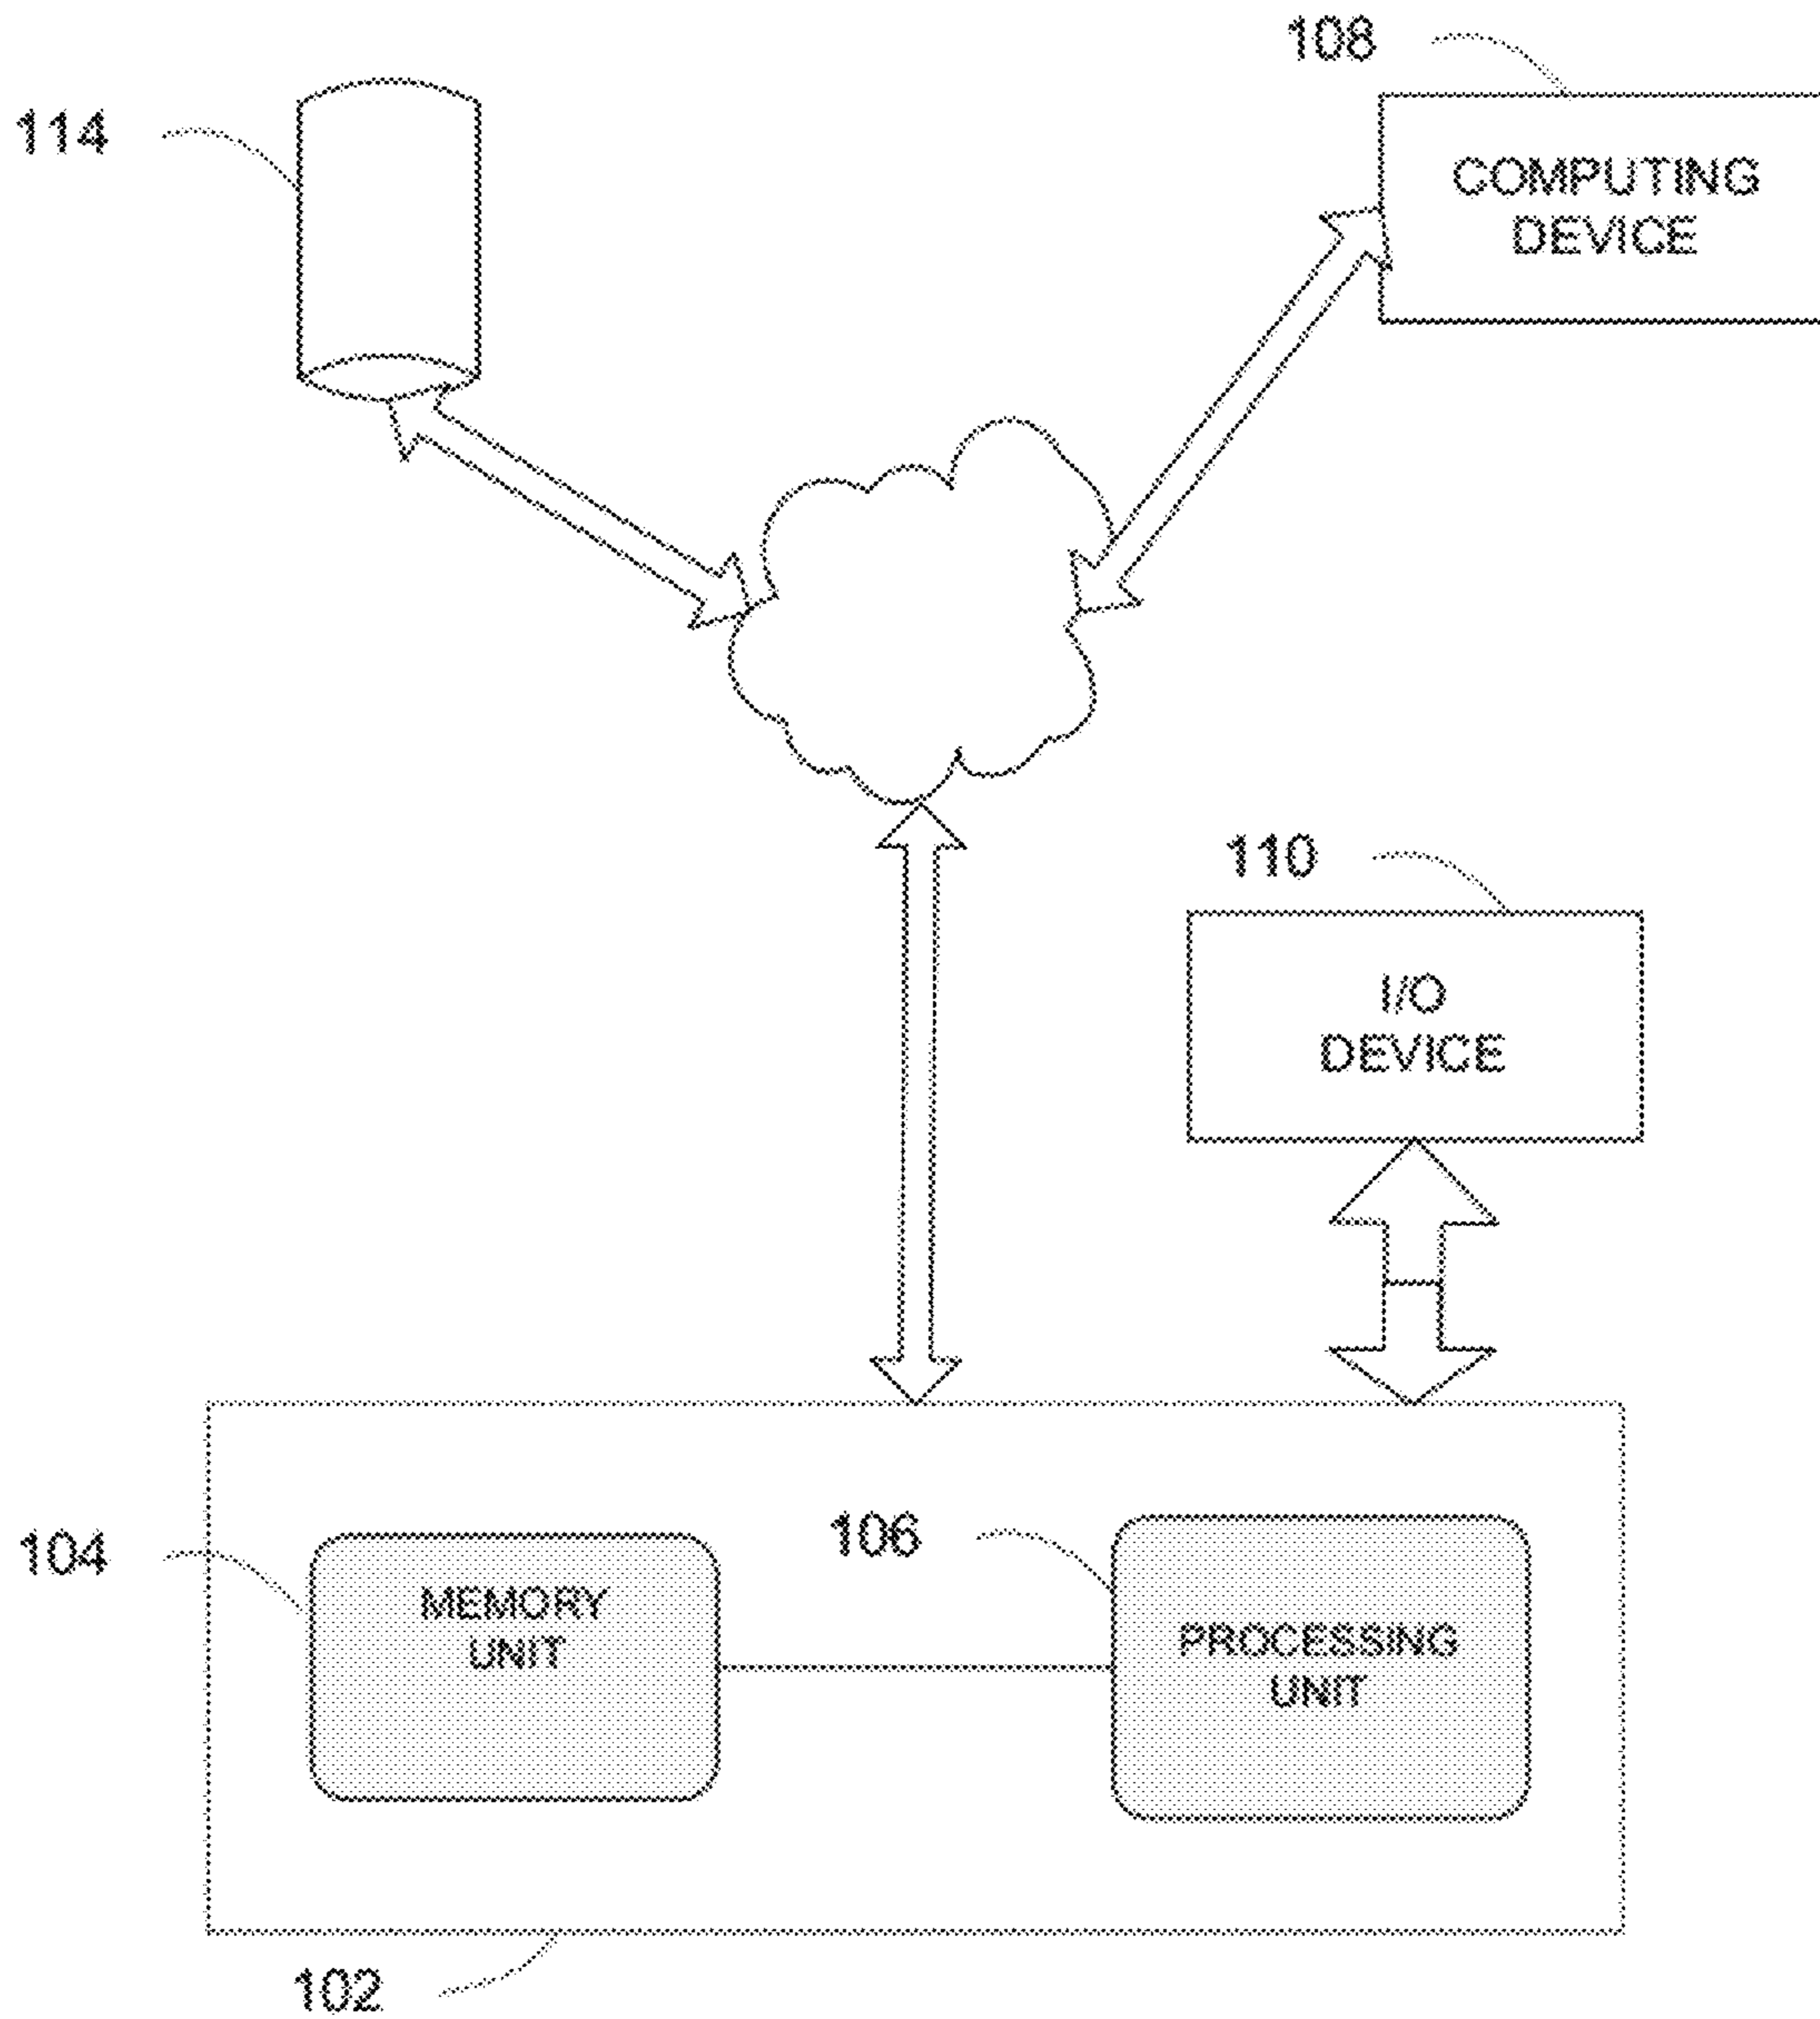 108
114
COMPUTING
DEVICE
110
I/O
DEVICE
104
106
MEMORY
UNIT
PROCESSING
UNIT
102